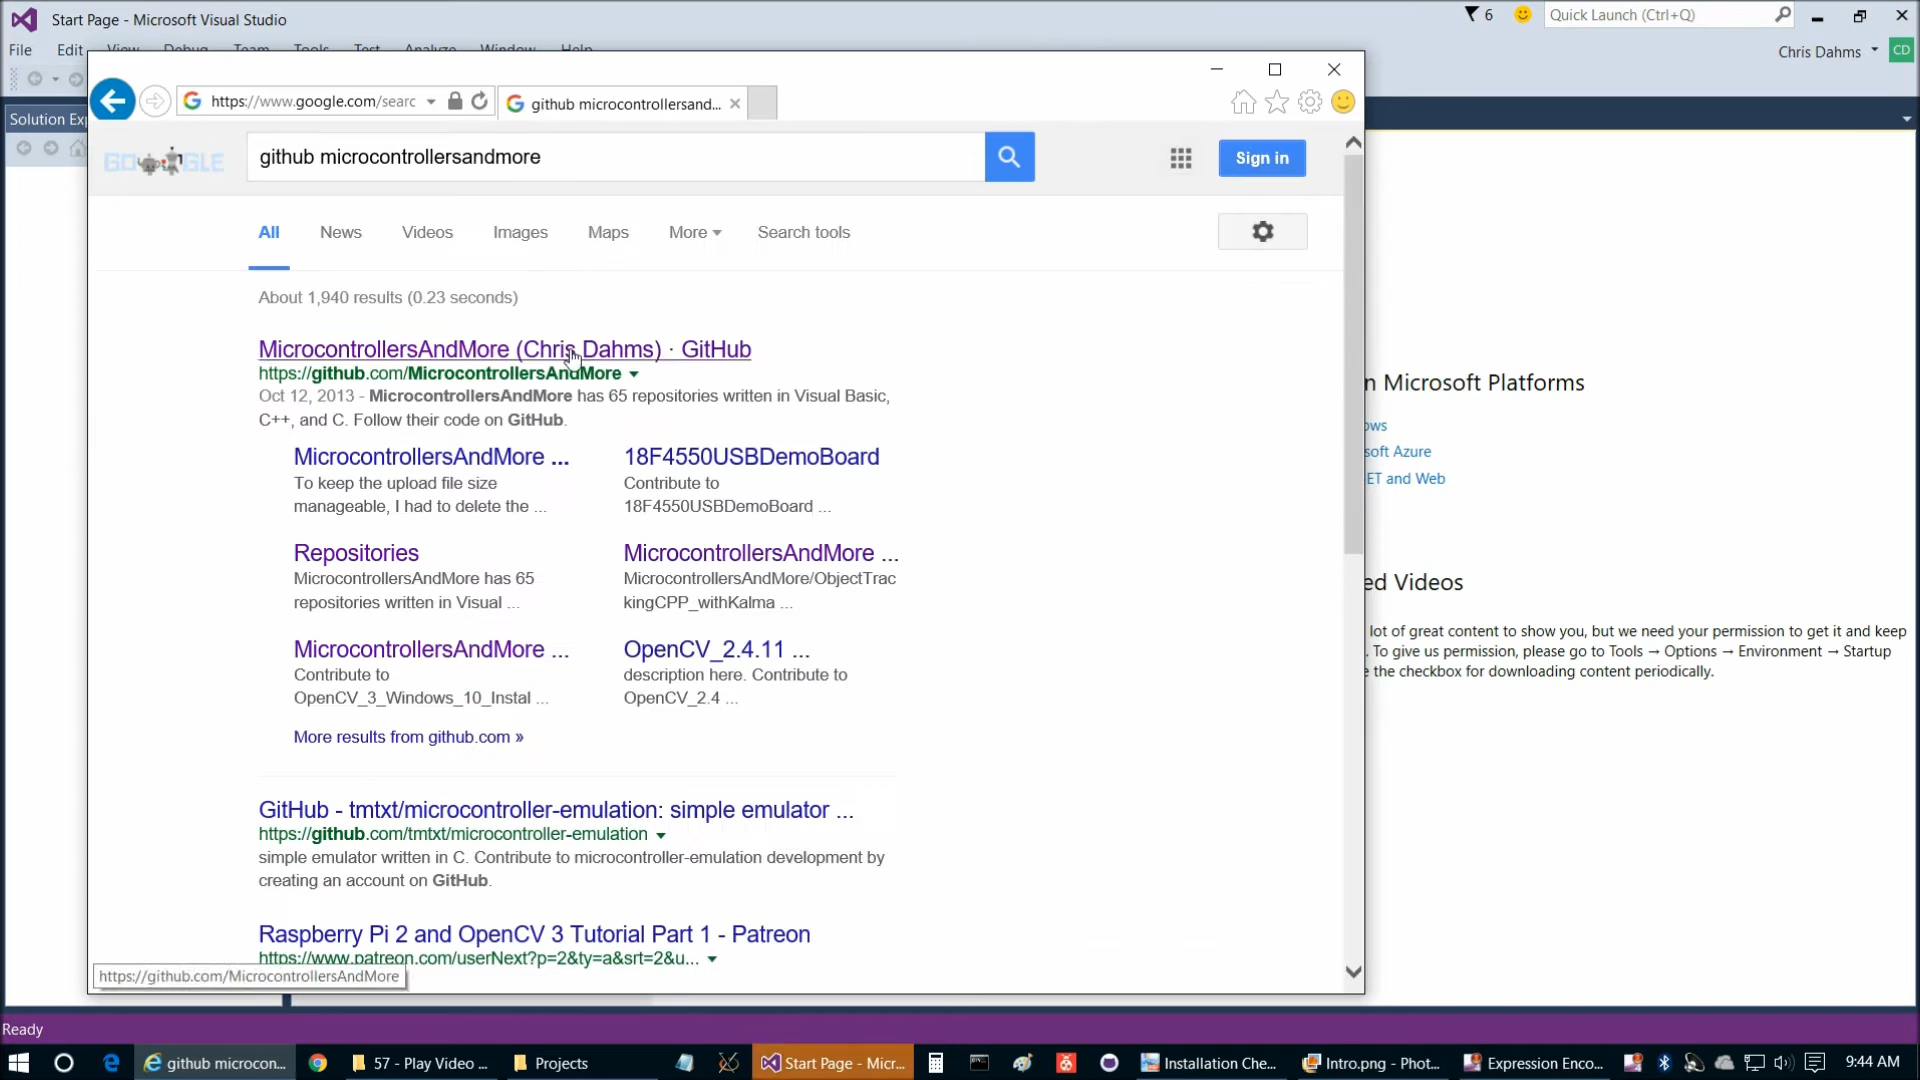 Start Page - Microsoft Visual Studio
6
Quick Launch (Ctrl+Q)
File Edit View Debug Team Tools Test Analyze Window Help
Chris Dahms
CD
https://www.google.com/searc
github microcontrollersand...
Solution Ex
GOOGLE
github microcontrollersandmore
Sign in
All News Videos Images Maps More Search tools
About 1,940 results (0.23 seconds)
MicrocontrollersAndMore (Chris Dahms) · GitHub
https://github.com/MicrocontrollersAndMore
Oct 12, 2013 - MicrocontrollersAndMore has 65 repositories written in Visual Basic,
C++, and C. Follow their code on GitHub.
MicrocontrollersAndMore ...
To keep the upload file size
manageable, I had to delete the ...
18F4550USBDemoBoard
Contribute to
18F4550USBDemoBoard ...
Repositories
MicrocontrollersAndMore has 65
repositories written in Visual ...
MicrocontrollersAndMore ...
MicrocontrollersAndMore/ObjectTrac
kingCPP_withKalma ...
MicrocontrollersAndMore ...
Contribute to
OpenCV_3_Windows_10_Instal ...
OpenCV_2.4.11 ...
description here. Contribute to
OpenCV_2.4 ...
More results from github.com »
GitHub - tmtxt/microcontroller-emulation: simple emulator ...
https://github.com/tmtxt/microcontroller-emulation
simple emulator written in C. Contribute to microcontroller-emulation development by
creating an account on GitHub.
Raspberry Pi 2 and OpenCV 3 Tutorial Part 1 - Patreon
https://www.patreon.com/userNext?p=2&ty=a&srt=2&u...
https://github.com/MicrocontrollersAndMore
n Microsoft Platforms
ows
soft Azure
ET and Web
ed Videos
lot of great content to show you, but we need your permission to get it and keep
. To give us permission, please go to Tools → Options → Environment → Startup
e the checkbox for downloading content periodically.
Ready
github microcon...
57 - Play Video ...
Projects
Start Page - Micr...
Installation Che...
Intro.png - Phot...
Expression Enco...
9:44 AM